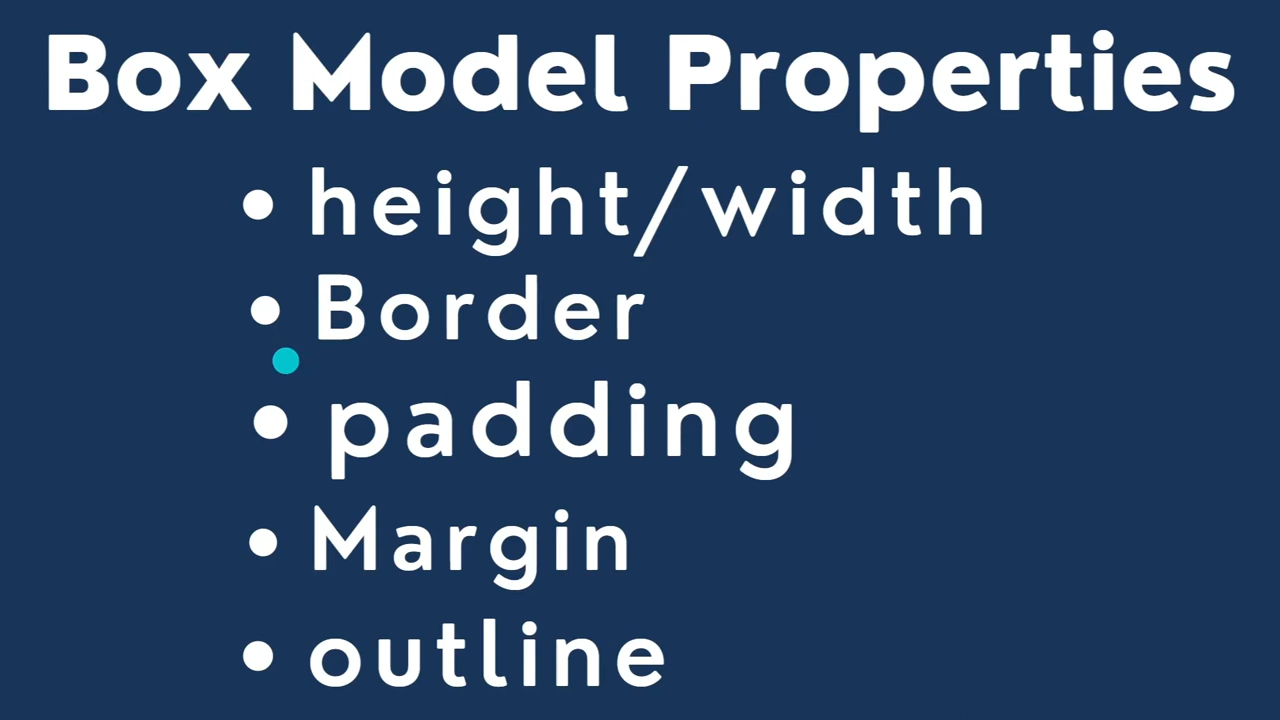 Box Model Properties
• height/width
• Border
• padding
• Margin
• outline